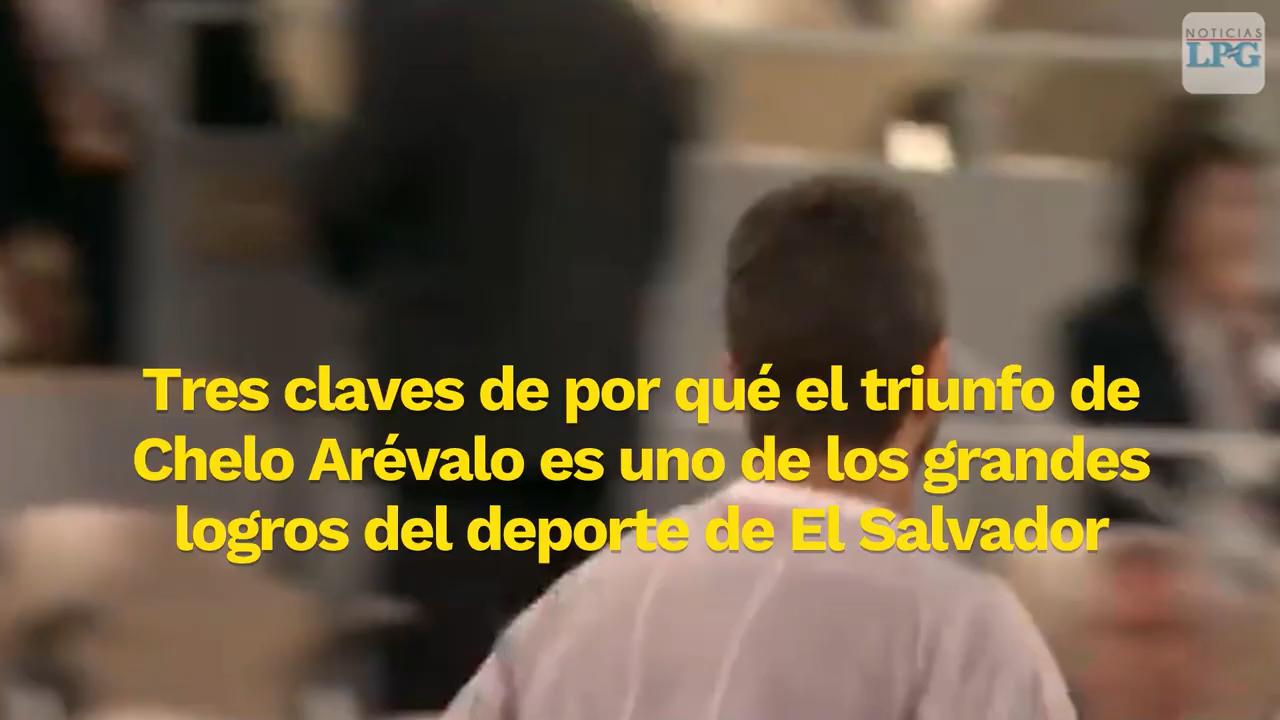 NOTICIAS
LPG
Tres claves de por qué el triunfo de
Chelo Arévalo es uno de los grandes
logros del deporte de El Salvador